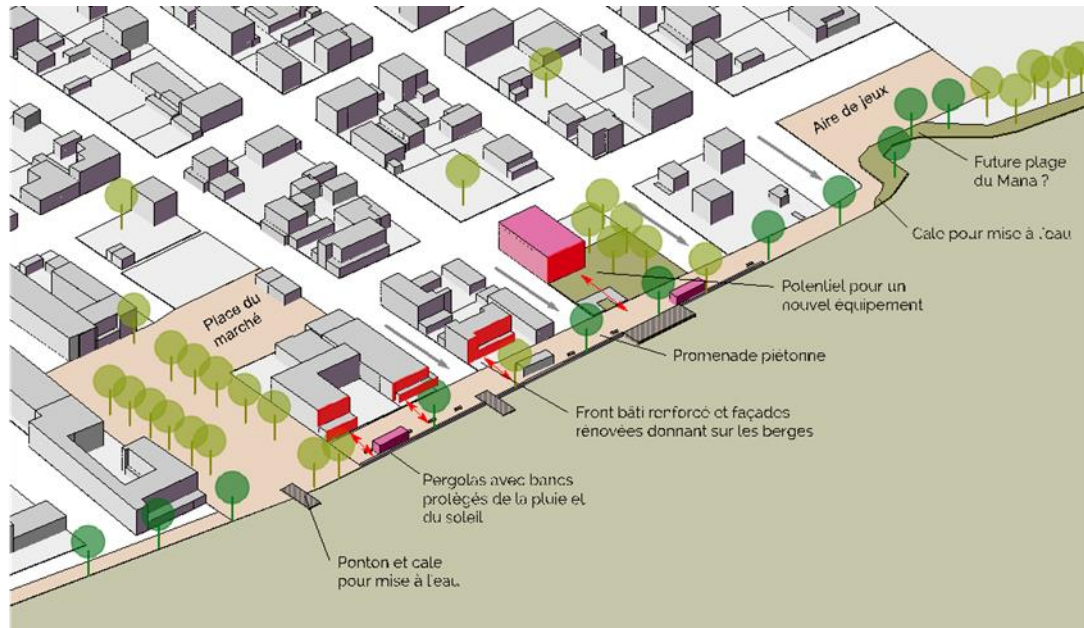 Aire de jeux
Future plage
du Mana ?
Cale pour mise à l'eau
Potentiel pour un
nouvel équipement
Place du
marché
Promenade piétonne
Front bâti renforcé et façades
rénovées donnant sur les berges
Pergolas avec bancs
protégés de la pluie et
du soleil
Ponton et cale
pour mise à l'eau